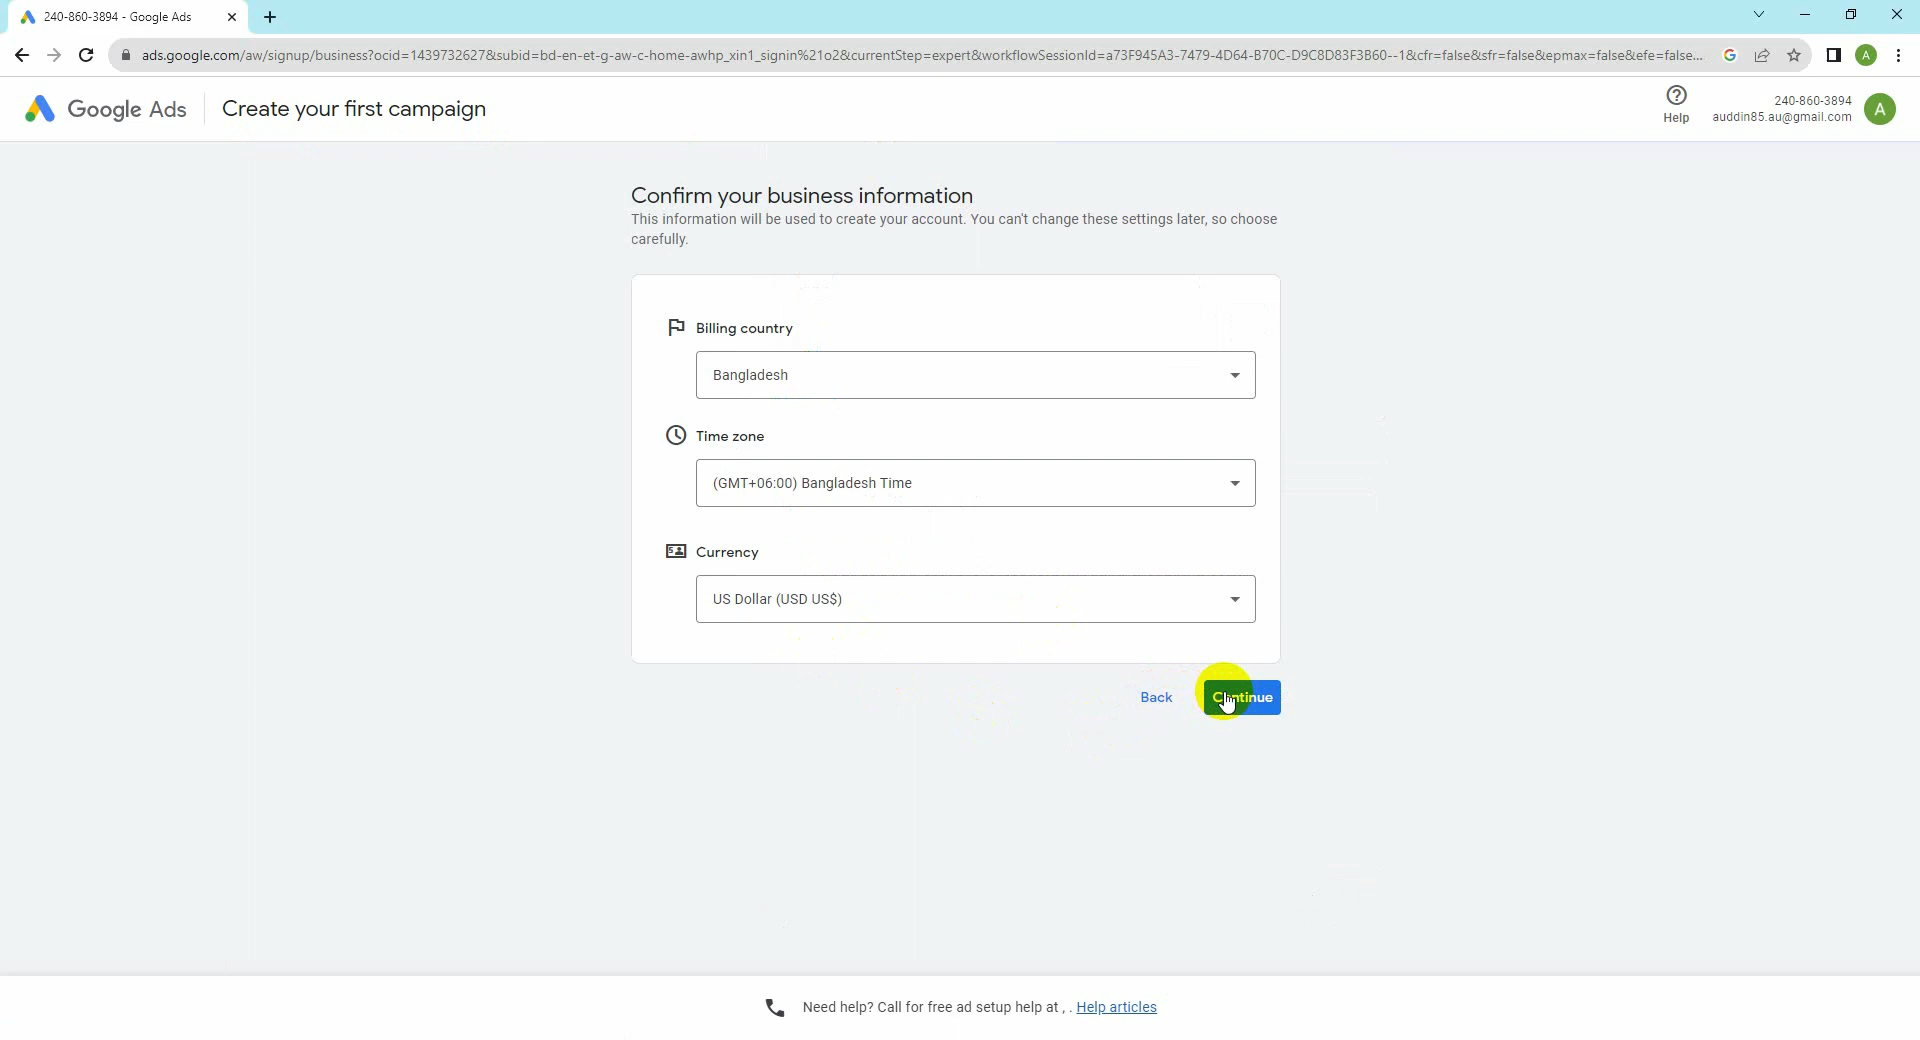 240-860-3894 - Google Ads
ads.google.com/aw/signup/business?ocid=1439732627&subid=bd-en-et-g-aw-c-home-awhp_xin1_signin%21o2&currentStep=expert&workflowSessionId=a73F945A3-7479-4D64-B70C-D9C8D83F3B60--1&cfr=false&sfr=false&epmax=false&efe=false...
A
Google Ads
Create your first campaign
Help
240-860-3894
auddin85.au@gmail.com
A
Confirm your business information
This information will be used to create your account. You can't change these settings later, so choose
carefully.
Billing country
Bangladesh
Time zone
(GMT+06:00) Bangladesh Time
Currency
US Dollar (USD US$)
Back
Continue
Need help? Call for free ad setup help at , . Help articles